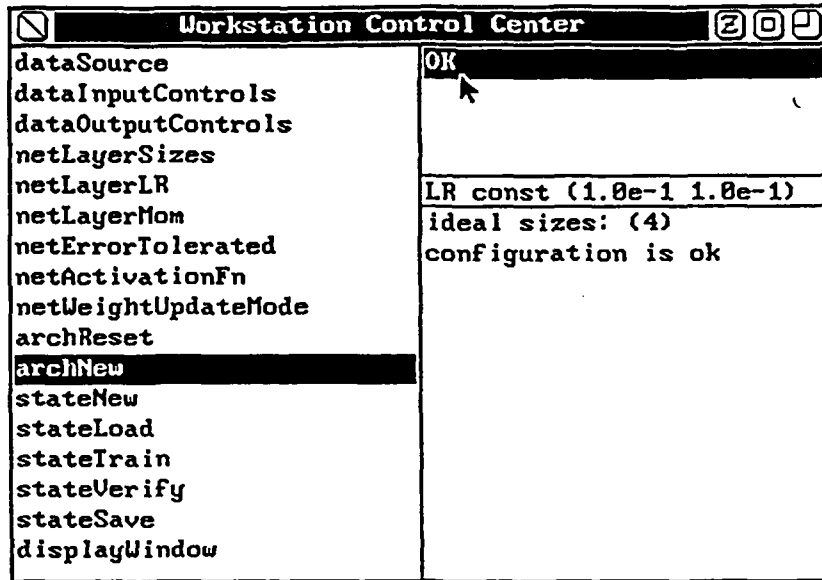 Workstation Control Center
dataSource
dataInputControls
dataOutputControls
netLayerSizes
netLayerLR
netLayerMom
netErrorTolerated
netActivationFn
netWeightUpdateMode
archReset
archNew
stateNew
stateLoad
stateTrain
stateVerify
stateSave
displayWindow
OK
LR const (1.0e-1 1.0e-1)
ideal sizes: (4)
configuration is ok